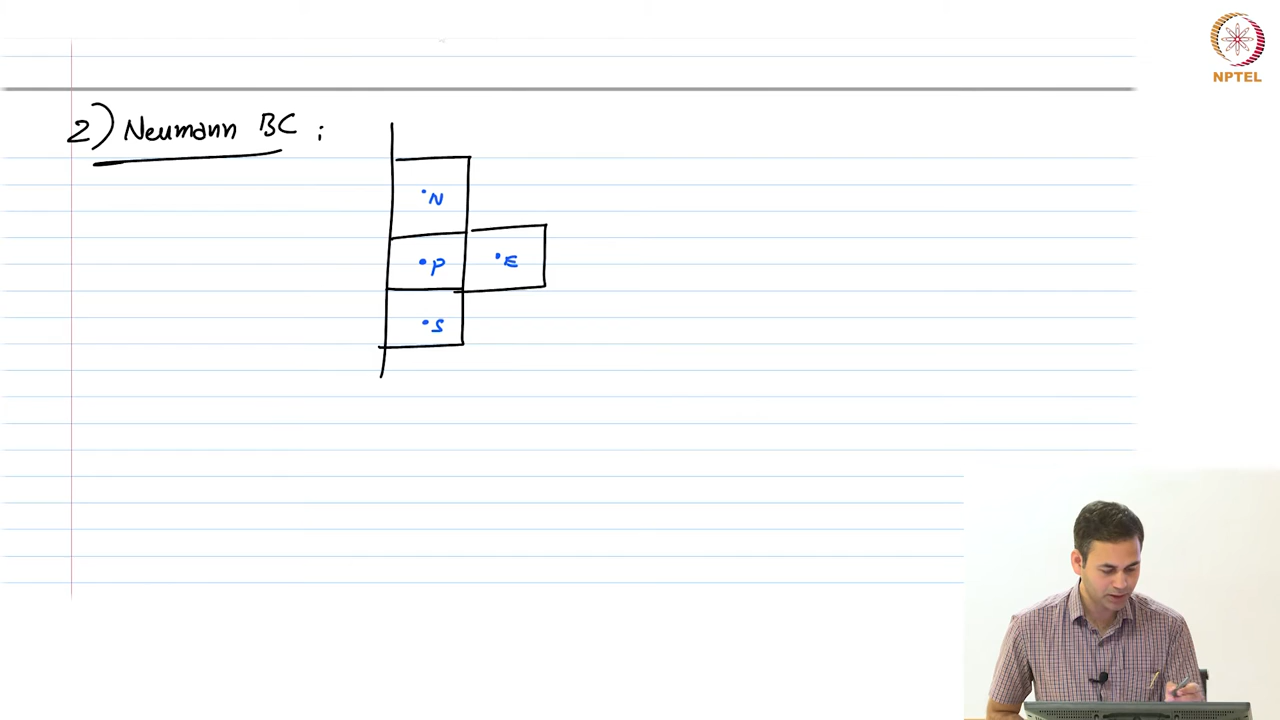 2) Neumann BC :
•N
•P •E
•S
NPTEL